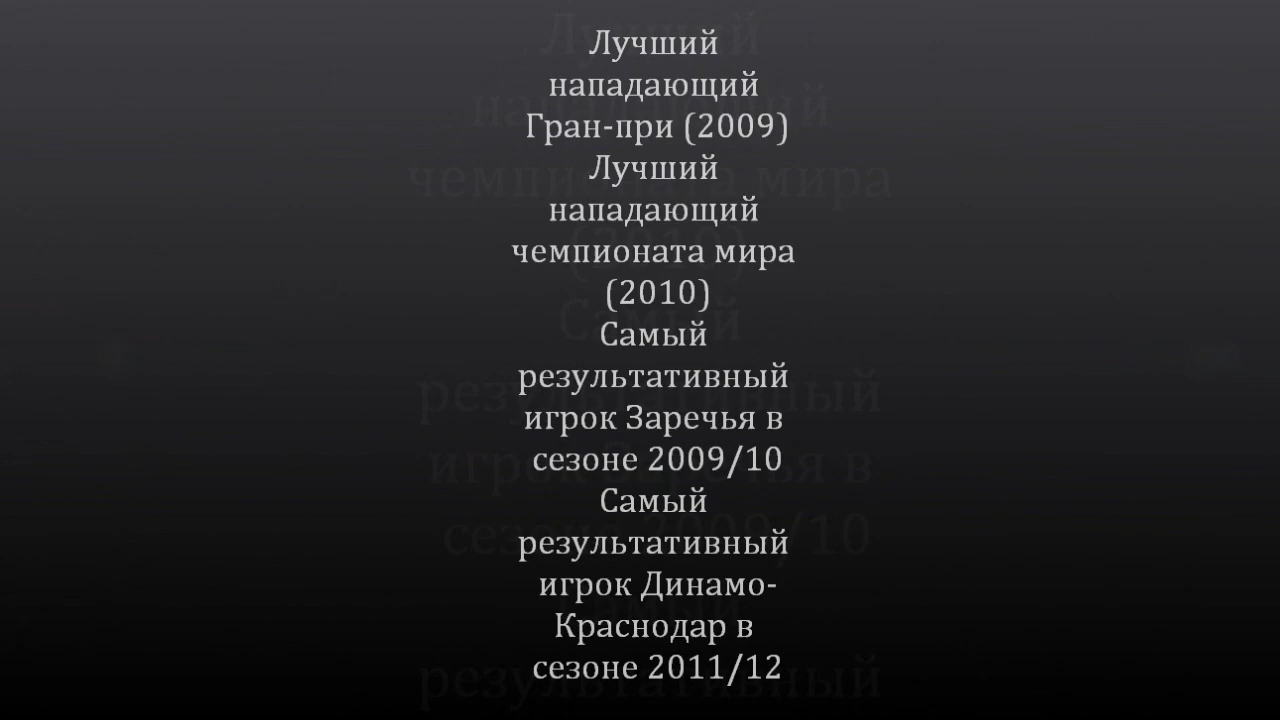 Лучший
нападающий
Гран-при (2009)
Лучший
нападающий
чемпионата мира
(2010)
Самый
результативный
игрок Заречья в
сезоне 2009/10
Самый
результативный
игрок Динамо-
Краснодар в
сезоне 2011/12